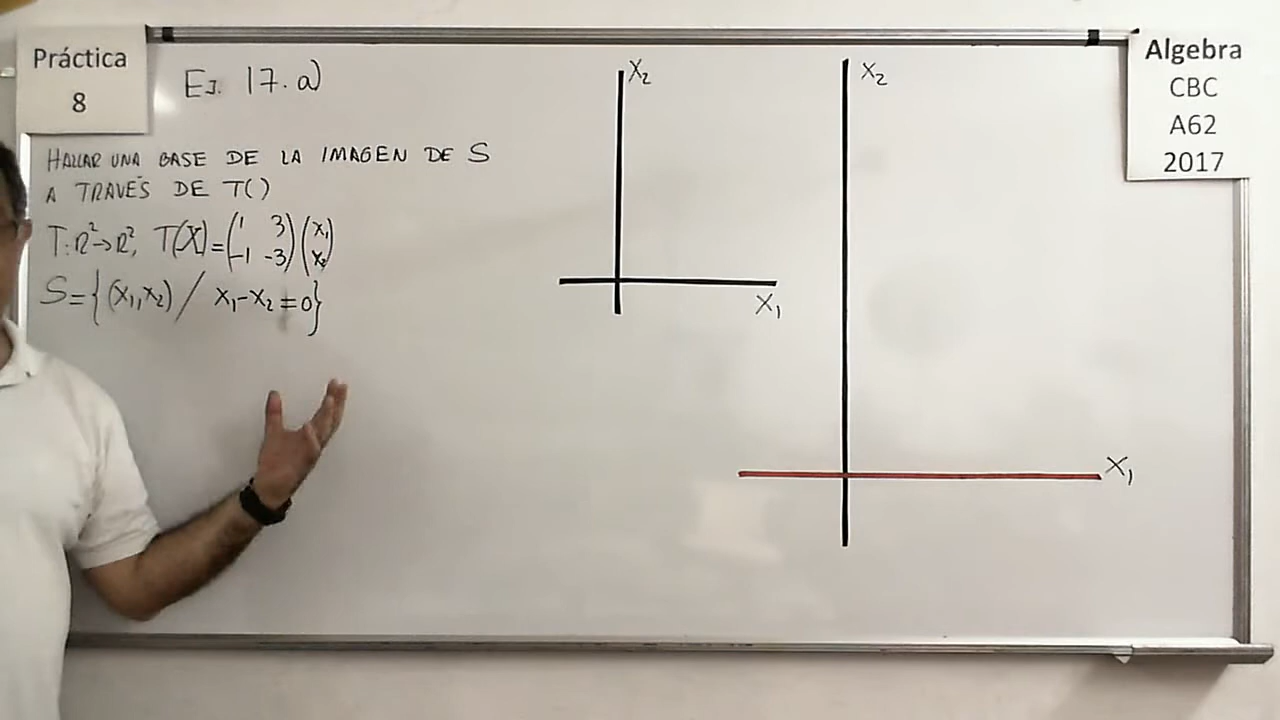 Práctica
8
Ej. 17. a)
HALLAR UNA BASE DE LA IMAGEN DE S
A TRAVÉS DE T()
T: R²→R², T(X)=(1 3
-1 -3)(x₁
x₂)
S={(x₁,x₂) / x₁-x₂=0}
X₂
X₁
X₂
X₁
Algebra
CBC
A62
2017